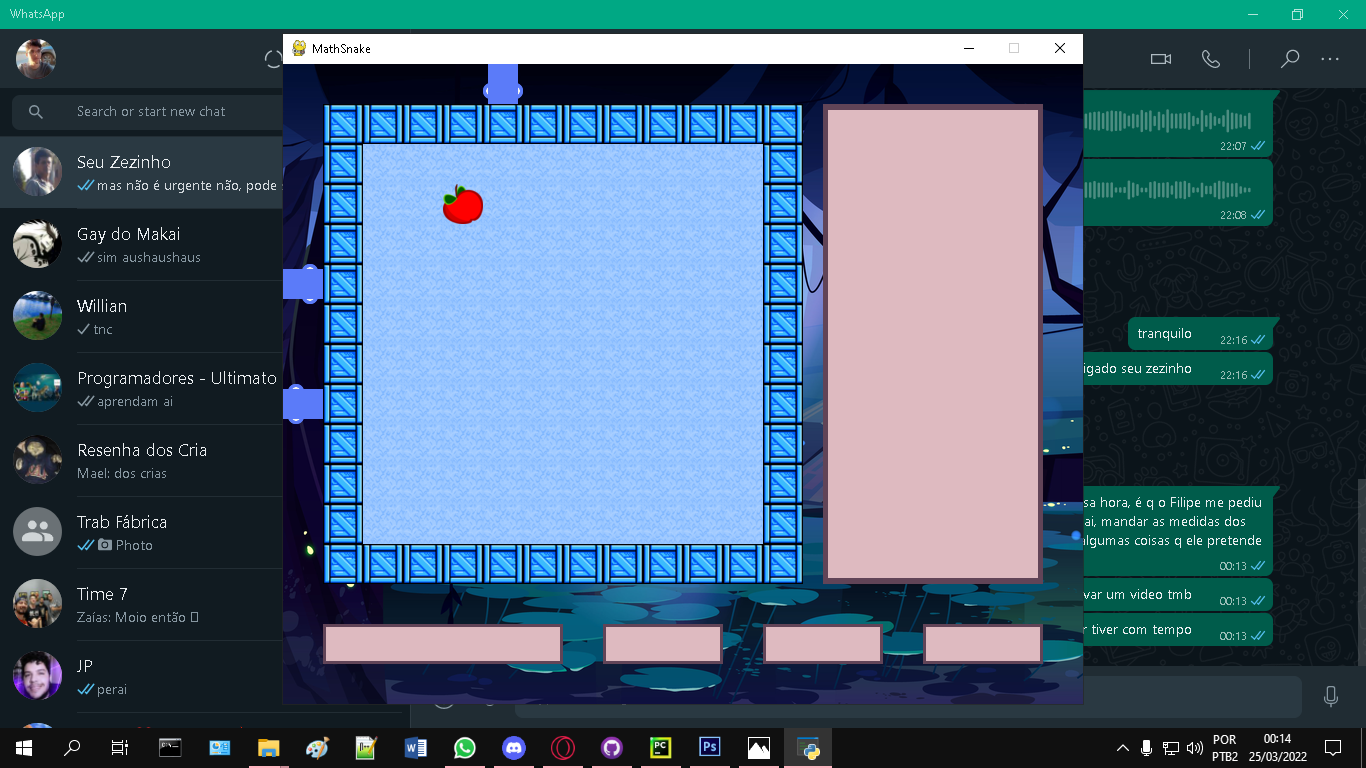 WhatsApp
MathSnake
Search or start new chat
Seu Zezinho
mas não é urgente não, pode
Gay do Makai
sim aushaushaus
Willian
tnc
Programadores - Ultimato
aprendam ai
Resenha dos Cria
Mael: dos crias
Trab Fábrica
Photo
Time 7
Zaías: Moio então
JP
perai
22:07
22:08
tranquilo
22:16
igado seu zezinho
22:16
sa hora, é q o Filipe me pediu
ai, mandar as medidas dos
algumas coisas q ele pretende
00:13
var um video tmb
00:13
r tiver com tempo
00:13
PC
Ps
POR
PTB2
00:14
25/03/2022